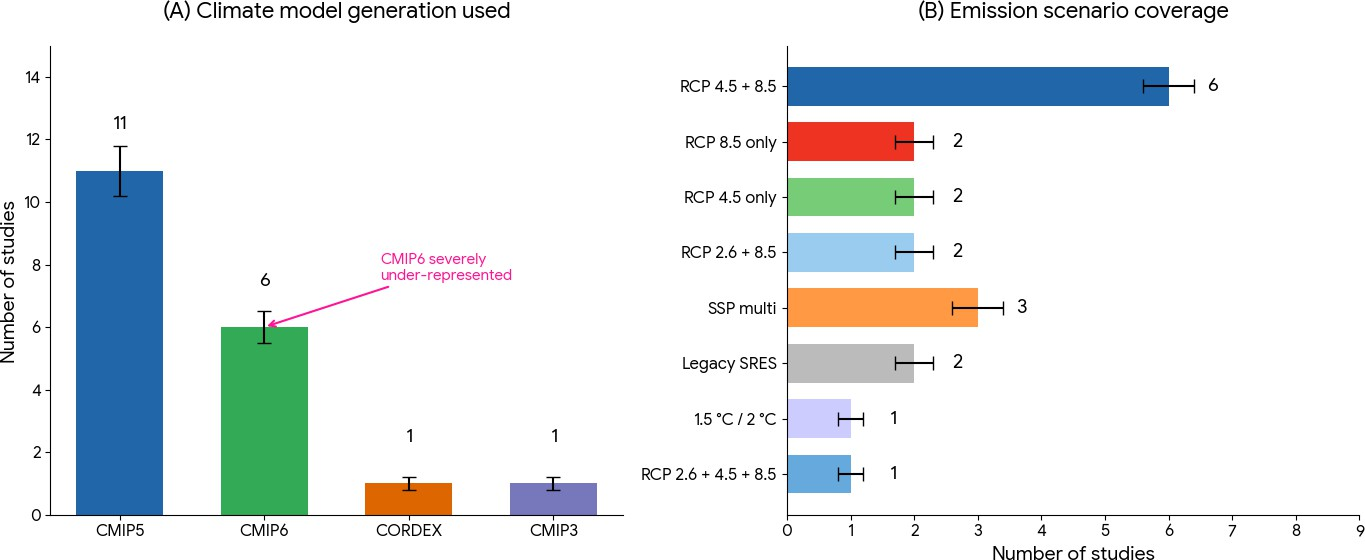 (A) Climate model generation used
Number of studies
14
12
10
8
6
4
2
0
11
6
1
1
CMIP6 severely
under-represented
CMIP5
CMIP6
CORDEX
CMIP3
(B) Emission scenario coverage
RCP 4.5 + 8.5
6
RCP 8.5 only
2
RCP 4.5 only
2
RCP 2.6 + 8.5
2
SSP multi
3
Legacy SRES
2
1.5 °C / 2 °C
1
RCP 2.6 + 4.5 + 8.5
1
0 1 2 3 4 5 6 7 8 9
Number of studies